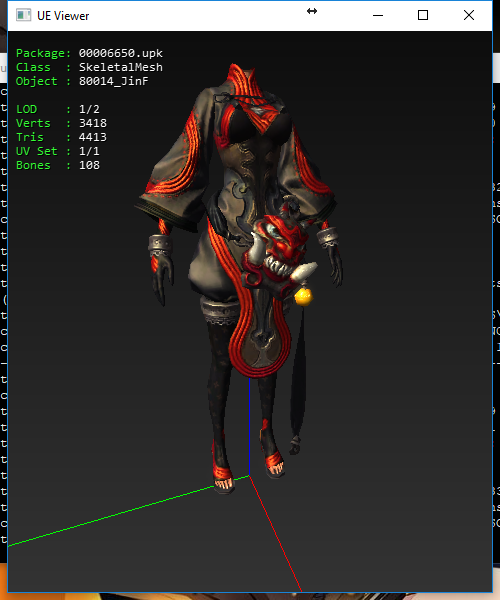 UE Viewer
Package: 00006650.upk
Class : SkeletalMesh
Object : 80014_JinF
LOD : 1/2
Verts : 3418
Tris : 4413
UV Set : 1/1
Bones : 108